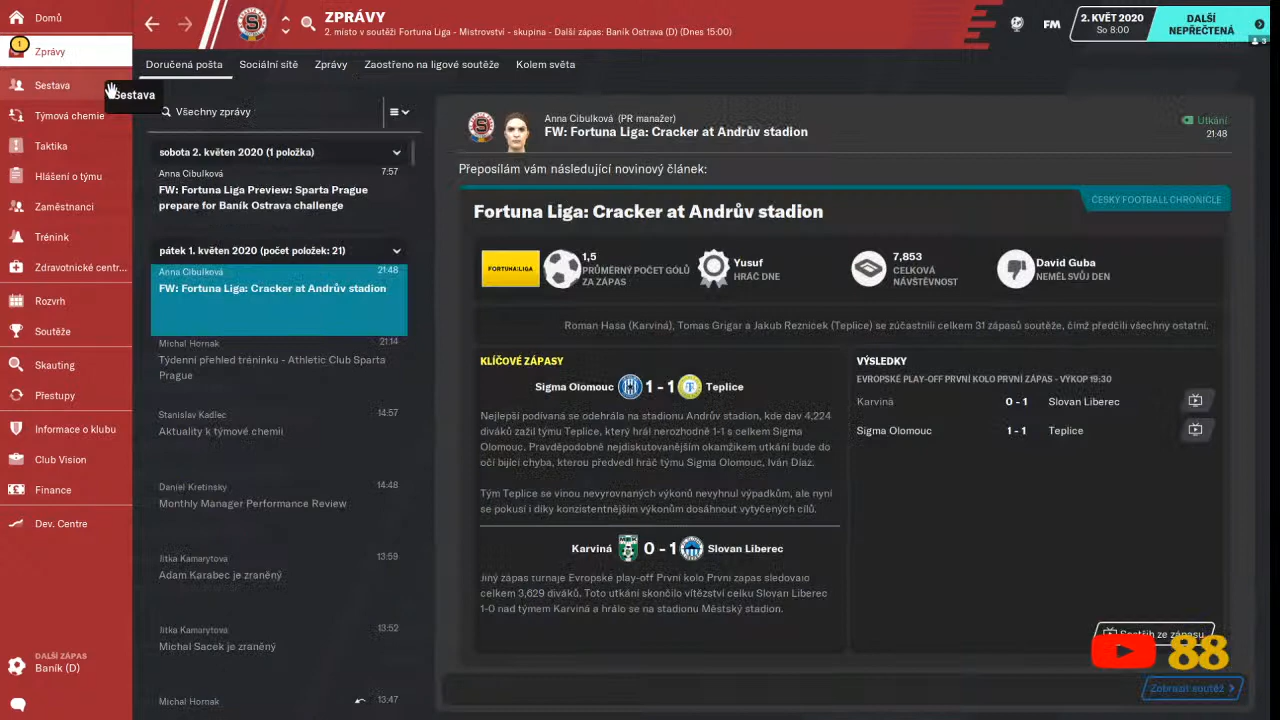 Domů
1
Zprávy
Sestava
Sestava
Týmová chemie
Taktika
Hlášení o týmu
Zaměstnanci
Trénink
Zdravotnické centr...
Rozvrh
Soutěže
Skauting
Přestupy
Informace o klubu
Club Vision
Finance
Dev. Centre
DALŠÍ ZÁPAS
Baník (D)
ZPRÁVY
2. místo v soutěži Fortuna Liga - Mistrovství - skupina - Další zápas: Baník Ostrava (D) (Dnes 15:00)
FM
2. KVĚT 2020
So 8:00
DALŠÍ
NEPŘEČTENÁ
3
Doručená pošta
Sociální sítě
Zprávy
Zaostřeno na ligové soutěže
Kolem světa
Všechny zprávy
sobota 2. květen 2020 (1 položka)
Anna Cibulková 7:57
FW: Fortuna Liga Preview: Sparta Prague
prepare for Baník Ostrava challenge
pátek 1. květen 2020 (počet položek: 21)
Anna Cibulková 21:48
FW: Fortuna Liga: Cracker at Andrův stadion
Michal Hornak 21:14
Týdenní přehled tréninku - Athletic Club Sparta
Prague
Stanislav Kadlec 14:57
Aktuality k týmové chemii
Daniel Kretinsky 14:48
Monthly Manager Performance Review
Jitka Kamarytova 13:59
Adam Karabec je zraněný
Jitka Kamarytova 13:52
Michal Sacek je zraněný
Michal Hornak 13:47
Anna Cibulková (PR manažer)
FW: Fortuna Liga: Cracker at Andrův stadion
Utkání
21:48
Přeposílám vám následující novinový článek:
ČESKÝ FOOTBALL CHRONICLE
Fortuna Liga: Cracker at Andrův stadion
FORTUNA:LIGA
1,5
PRŮMĚRNÝ POČET GÓLŮ
ZA ZÁPAS
Yusuf
HRÁČ DNE
7,853
CELKOVÁ
NÁVŠTĚVNOST
David Guba
NEMĚL SVŮJ DEN
Roman Hasa (Karviná), Tomas Grigar a Jakub Reznicek (Teplice) se zúčastnili celkem 31 zápasů soutěže, čímž předčili všechny ostatní.
KLÍČOVÉ ZÁPASY
Sigma Olomouc 1 - 1 Teplice
Nejlepší podívaná se odehrála na stadionu Andrův stadion, kde dav 4,224
diváků zažil týmu Teplice, který hrál nerozhodně 1-1 s celkem Sigma
Olomouc. Pravděpodobně nejdiskutovanějším okamžikem utkání bude do
očí bijící chyba, kterou předvedl hráč týmu Sigma Olomouc, Iván Díaz.
Tým Teplice se vinou nevyrovnaných výkonů nevyhnul výpadkům, ale nyní
se pokusí i díky konzistentnějším výkonům dosáhnout vytyčených cílů.
Karviná 0 - 1 Slovan Liberec
Jiný zápas turnaje Evropské play-off První kolo První zápas sledovalo
celkem 3,629 diváků. Toto utkání skončilo vítězství celku Slovan Liberec
1-0 nad týmem Karviná a hrálo se na stadionu Městský stadion.
VÝSLEDKY
EVROPSKÉ PLAY-OFF PRVNÍ KOLO PRVNÍ ZÁPAS - VÝKOP 19:30
Karviná 0 - 1 Slovan Liberec
Sigma Olomouc 1 - 1 Teplice
Sestřih ze zápasu
88
Zobrazit soutěž